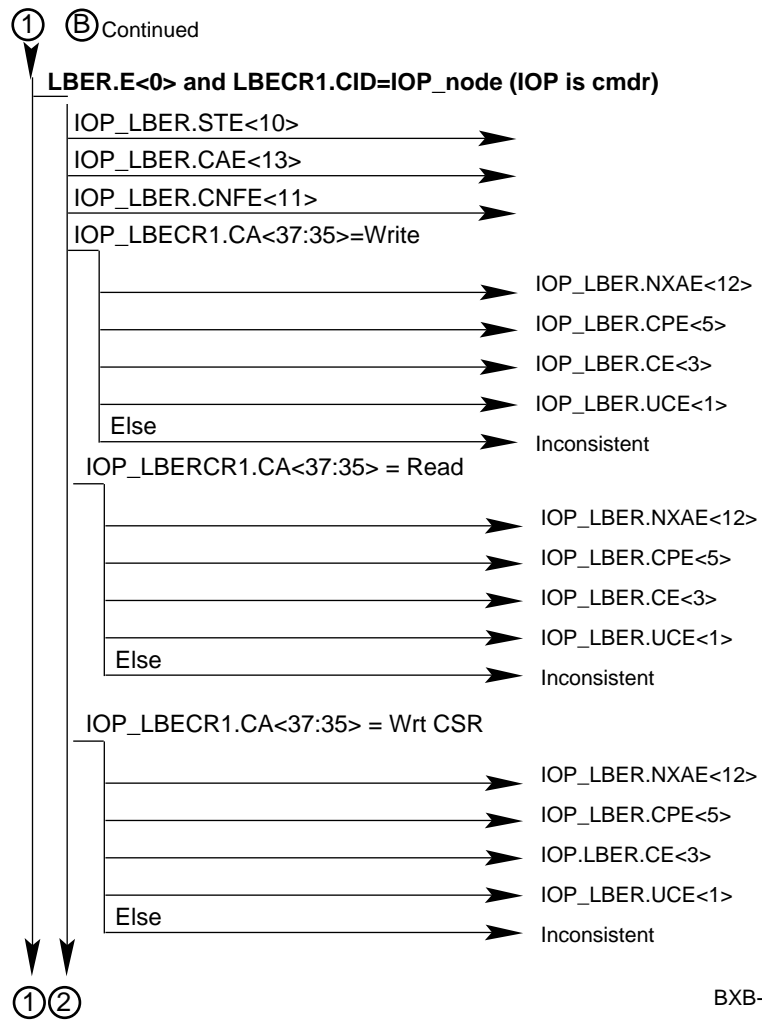 1 B Continued
LBER.E<0> and LBECR1.CID=IOP_node (IOP is cmdr)
IOP_LBER.STE<10>
IOP_LBER.CAE<13>
IOP_LBER.CNFE<11>
IOP_LBECR1.CA<37:35>=Write
IOP_LBER.NXAE<12>
IOP_LBER.CPE<5>
IOP_LBER.CE<3>
IOP_LBER.UCE<1>
Else
Inconsistent
IOP_LBERCR1.CA<37:35> = Read
IOP_LBER.NXAE<12>
IOP_LBER.CPE<5>
IOP_LBER.CE<3>
IOP_LBER.UCE<1>
Else
Inconsistent
IOP_LBECR1.CA<37:35> = Wrt CSR
IOP_LBER.NXAE<12>
IOP_LBER.CPE<5>
IOP.LBER.CE<3>
IOP_LBER.UCE<1>
Else
Inconsistent
1 2
BXB-